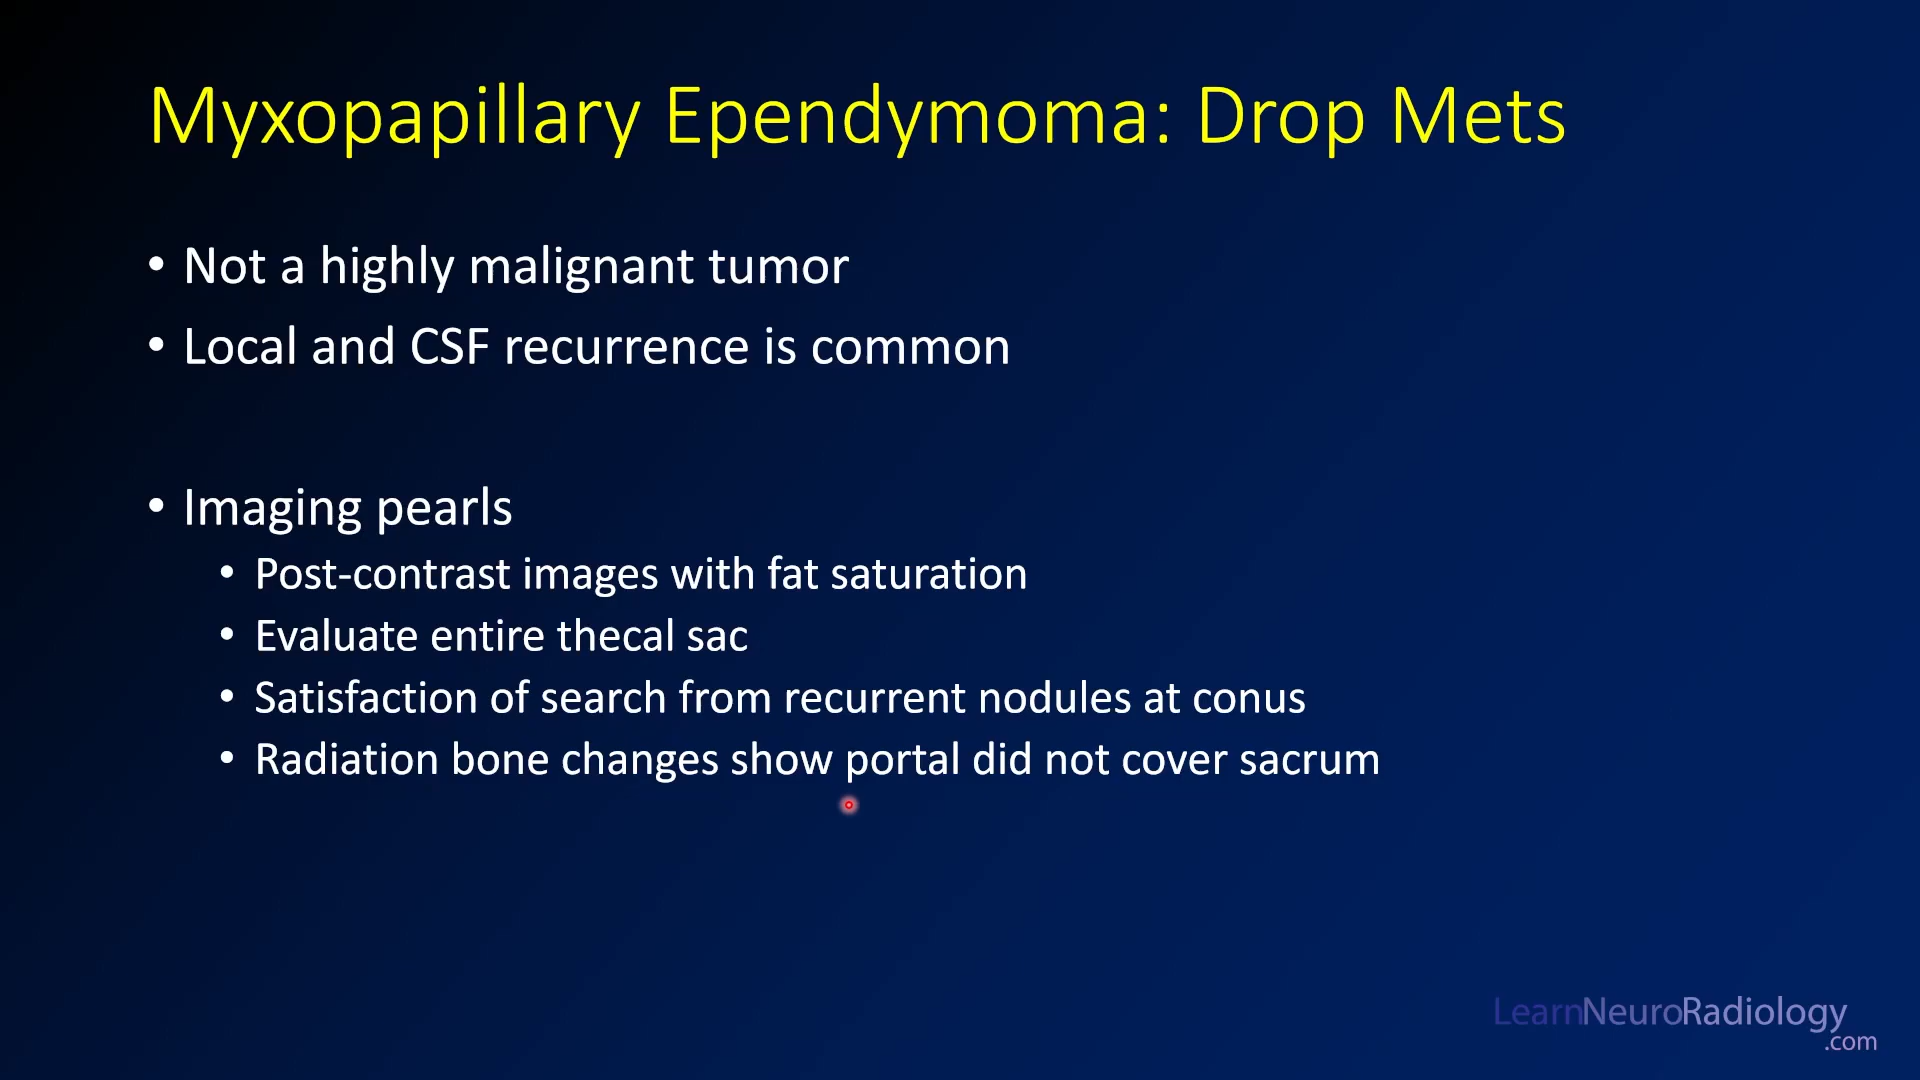 Myxopapillary Ependymoma: Drop Mets
• Not a highly malignant tumor
• Local and CSF recurrence is common
• Imaging pearls
• Post-contrast images with fat saturation
• Evaluate entire thecal sac
• Satisfaction of search from recurrent nodules at conus
• Radiation bone changes show portal did not cover sacrum
LearnNeuroRadiology
.com